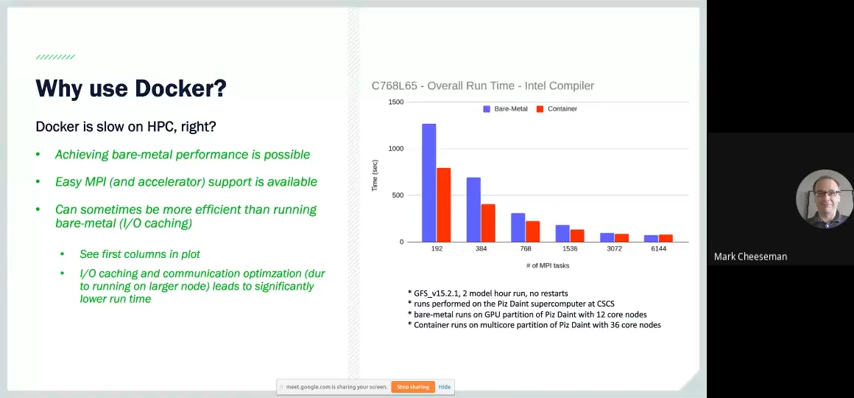 Why use Docker?
Docker is slow on HPC, right?
• Achieving bare-metal performance is possible
• Easy MPI (and accelerator) support is available
• Can sometimes be more efficient than running
bare-metal (I/O caching)
• See first columns in plot
• I/O caching and communication optimzation (dur
to running on larger node) leads to significantly
lower run time
C768L65 - Overall Run Time - Intel Compiler
Bare-Metal Container
1500
1000
500
0
Time (sec)
192 384 768 1536 3072 6144
# of MPI tasks
* GFS_v15.2.1, 2 model hour run, no restarts
* runs performed on the Piz Daint supercomputer at CSCS
* bare-metal runs on GPU partition of Piz Daint with 12 core nodes
* Container runs on multicore partition of Piz Daint with 36 core nodes
meet.google.com is sharing your screen. Stop sharing Hide
Mark Cheeseman